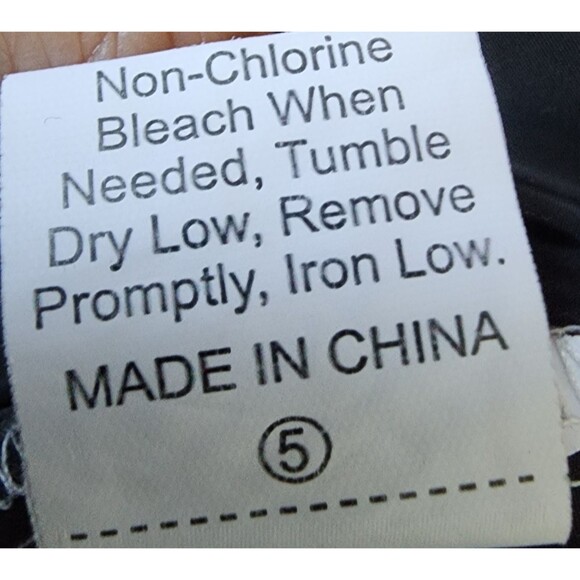 Non-Chlorine
Bleach When
Needed, Tumble
Dry Low, Remove
Promptly, Iron Low.
MADE IN CHINA
5